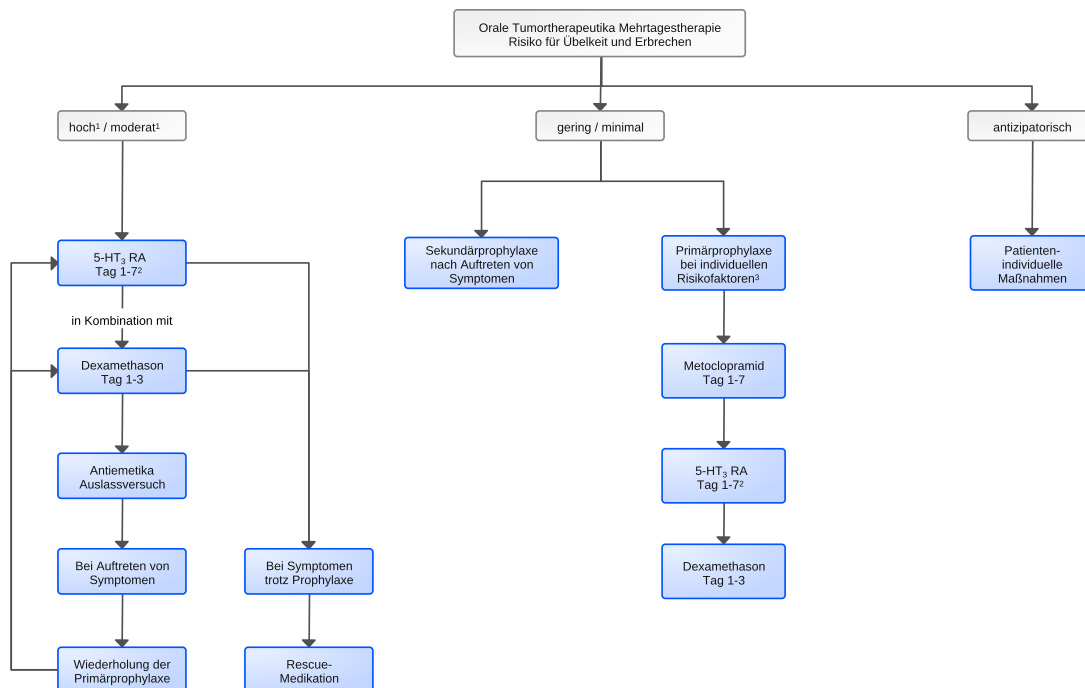 Orale Tumortherapeutika Mehrtagestherapie
Risiko für Übelkeit und Erbrechen
hoch¹ / moderat¹
gering / minimal
antizipatorisch
5-HT₃ RA
Tag 1-7²
in Kombination mit
Dexamethason
Tag 1-3
Antiemetika
Auslassversuch
Bei Auftreten von
Symptomen
Wiederholung der
Primärprophylaxe
Bei Symptomen
trotz Prophylaxe
Rescue-
Medikation
Sekundärprophylaxe
nach Auftreten von
Symptomen
Primärprophylaxe
bei individuellen
Risikofaktoren³
Metoclopramid
Tag 1-7
5-HT₃ RA
Tag 1-7²
Dexamethason
Tag 1-3
Patienten-
individuelle
Maßnahmen